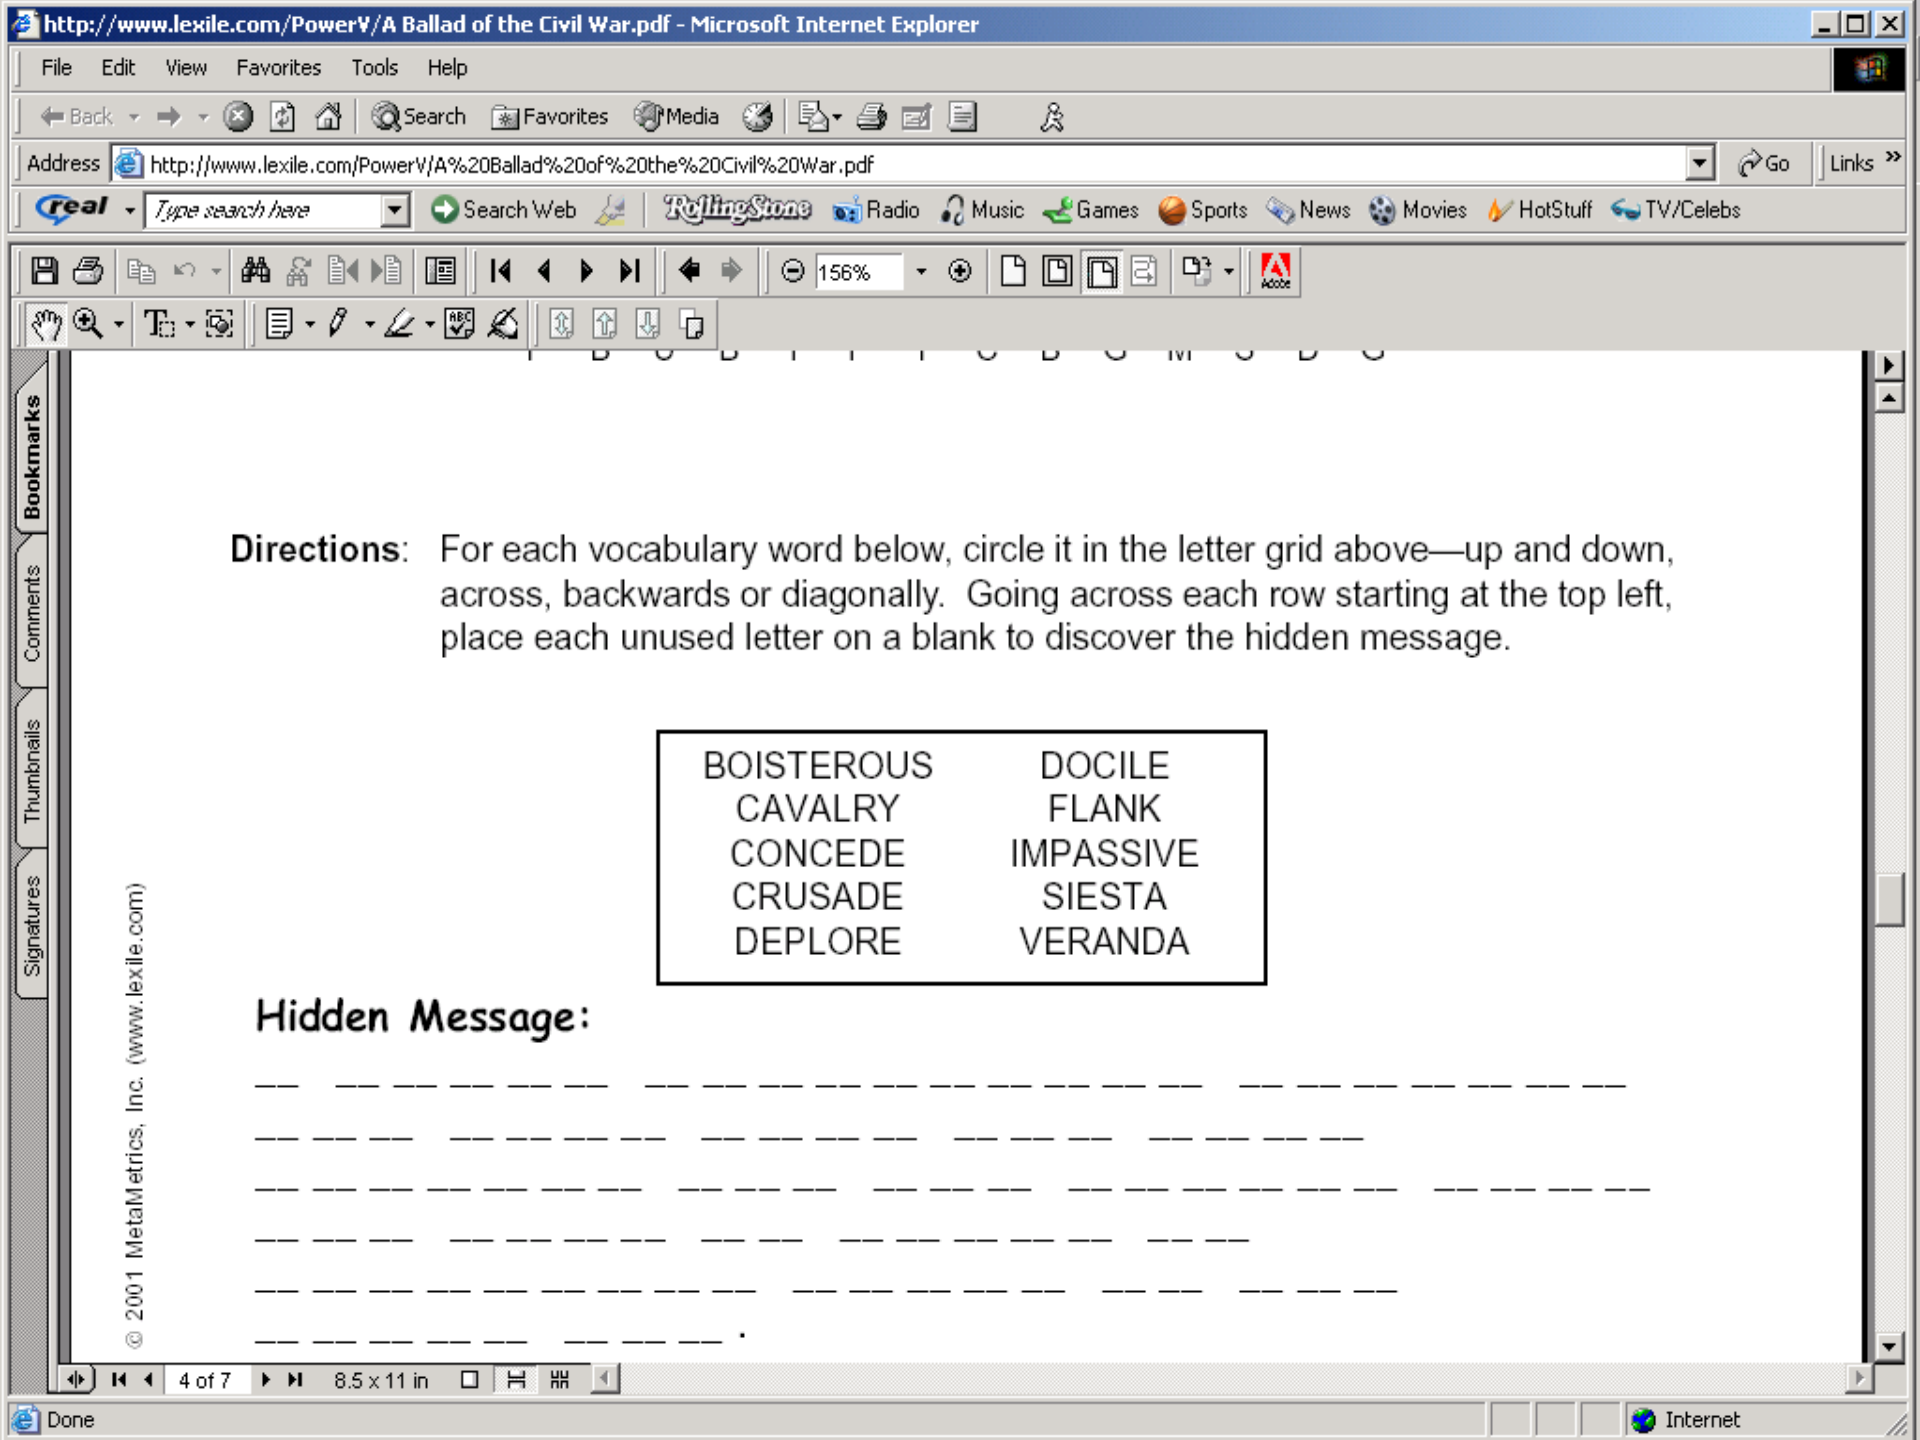 http://www.lexile.com/PowerV/A Ballad of the Civil War.pdf - Microsoft Internet Explorer
File Edit View Favorites Tools Help
Back Search Favorites Media
Address http://www.lexile.com/PowerV/A%20Ballad%20of%20the%20Civil%20War.pdf Go Links »
real Type search here Search Web RollingStone Radio Music Games Sports News Movies HotStuff TV/Celebs
156% Adobe
ABC
Bookmarks
Comments
Thumbnails
Signatures
Directions: For each vocabulary word below, circle it in the letter grid above—up and down,
across, backwards or diagonally. Going across each row starting at the top left,
place each unused letter on a blank to discover the hidden message.
BOISTEROUS DOCILE
CAVALRY FLANK
CONCEDE IMPASSIVE
CRUSADE SIESTA
DEPLORE VERANDA
© 2001 MetaMetrics, Inc. (www.lexile.com)
Hidden Message:
4 of 7 8.5 x 11 in
Done Internet